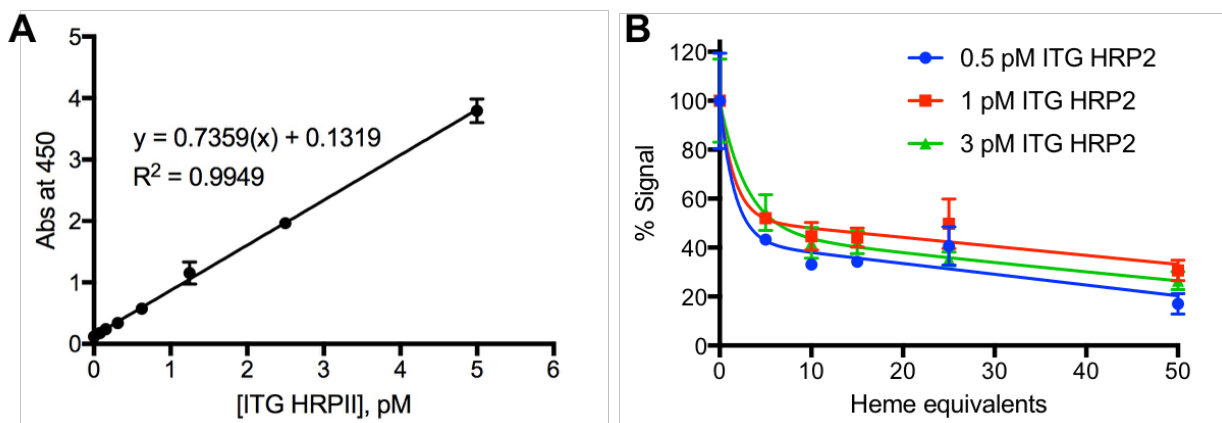 A
Abs at 450
5
4
3
2
1
0
y = 0.7359(x) + 0.1319
R² = 0.9949
0 1 2 3 4 5 6
[ITG HRPII], pM
B
% Signal
120
100
80
60
40
20
0
0.5 pM ITG HRP2
1 pM ITG HRP2
3 pM ITG HRP2
0 10 20 30 40 50
Heme equivalents